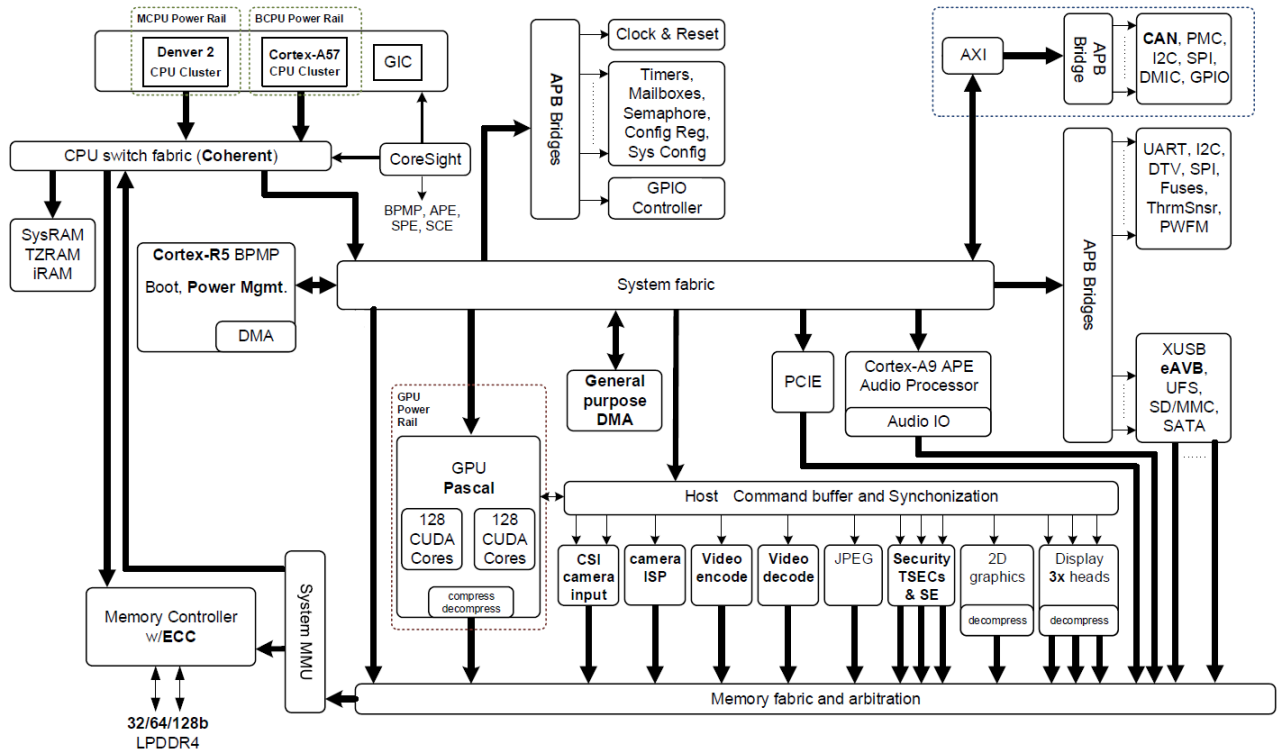 MCPU Power Rail
BCPU Power Rail
Denver 2
CPU Cluster
Cortex-A57
CPU Cluster
GIC
CPU switch fabric (Coherent)
CoreSight
BPMP, APE,
SPE, SCE
SysRAM
TZRAM
iRAM
Cortex-R5 BPMP
Boot, Power Mgmt.
DMA
APB Bridges
Clock & Reset
Timers,
Mailboxes,
Semaphore,
Config Reg,
Sys Config
GPIO
Controller
AXI
APB
Bridge
CAN, PMC,
I2C, SPI,
DMIC, GPIO
APB Bridges
UART, I2C,
DTV, SPI,
Fuses,
ThrmSnsr,
PWFM
XUSB
eAVB,
UFS,
SD/MMC,
SATA
System fabric
General
purpose
DMA
PCIE
Cortex-A9 APE
Audio Processor
Audio IO
GPU
Power
Rail
GPU
Pascal
128
CUDA
Cores
128
CUDA
Cores
compress
decompress
Host Command buffer and Synchonization
CSI
camera
input
camera
ISP
Video
encode
Video
decode
JPEG
Security
TSECs
& SE
2D
graphics
decompress
Display
3x heads
decompress
System MMU
Memory Controller
w/ECC
32/64/128b
LPDDR4
Memory fabric and arbitration